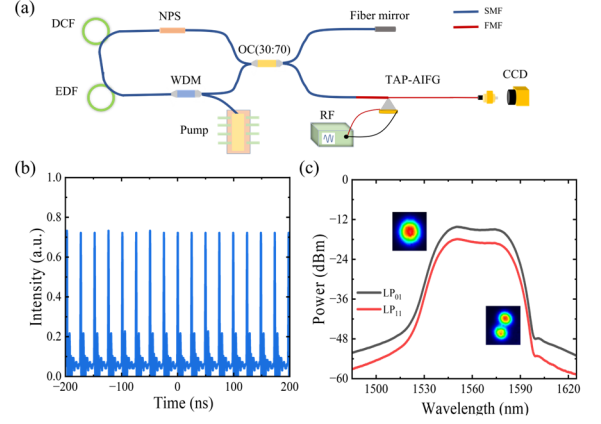 (a)
DCF
NPS
OC(30:70)
Fiber mirror
SMF
FMF
EDF
WDM
Pump
RF
TAP-AIFG
CCD
(b)
1.0
0.8
0.6
0.4
0.2
0.0
Intensity (a.u.)
−200
−100
0
100
200
Time (ns)
(c)
0
−12
−24
−36
−48
−60
Power (dBm)
LP01
LP11
1500
1530
1560
1590
1620
Wavelength (nm)